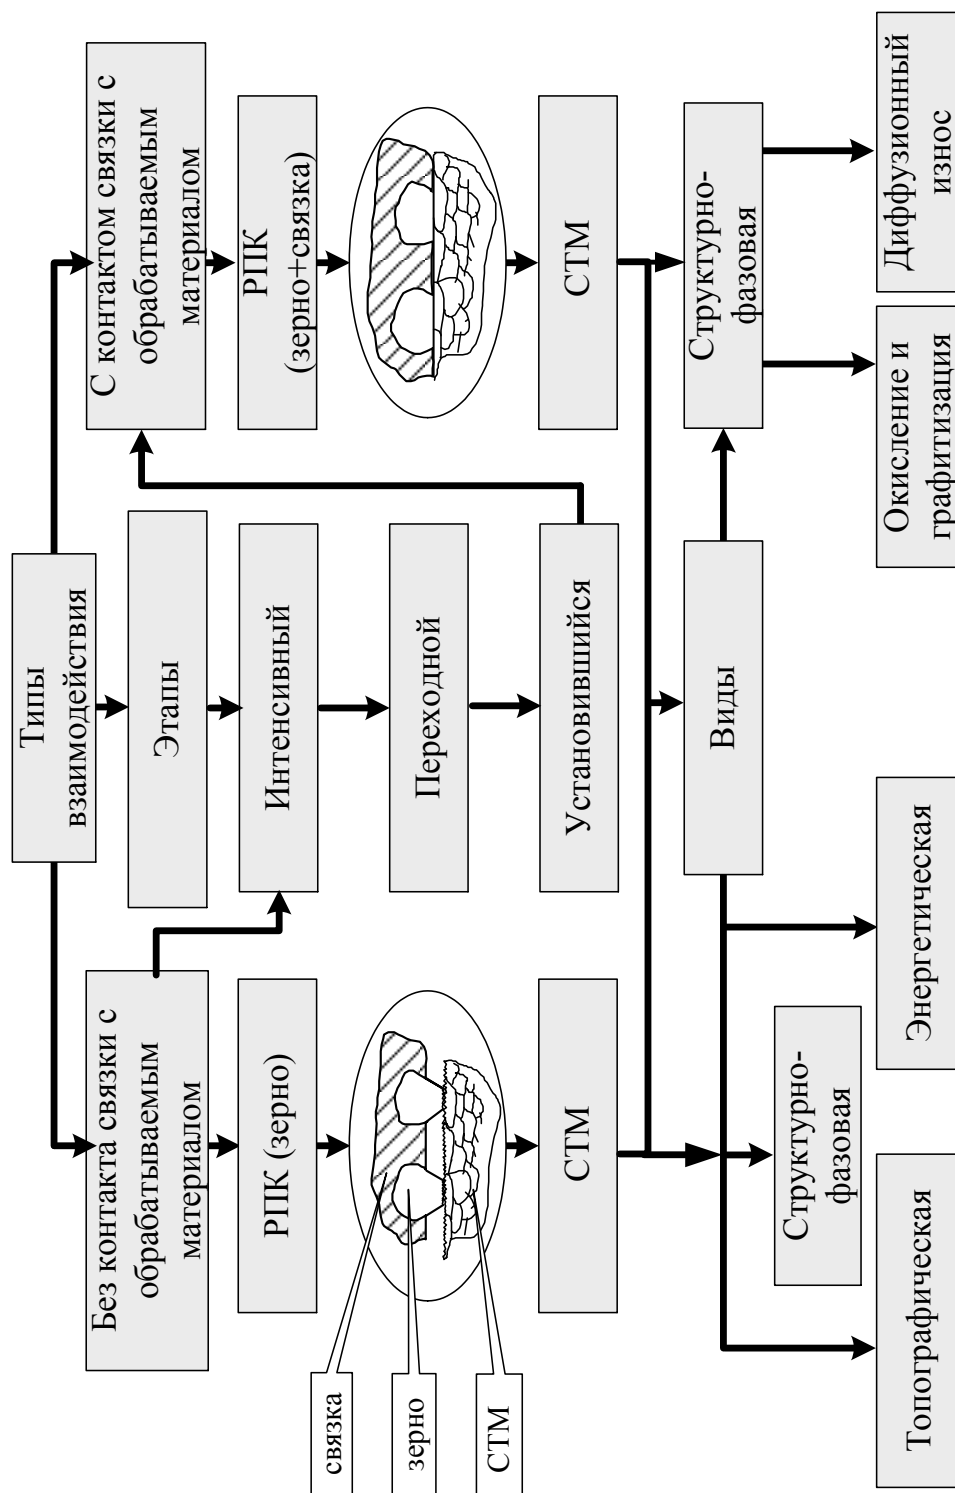 Типы
взаимодействия
Без контакта связки с
обрабатываемым
материалом
Этапы
С контактом связки с
обрабатываемым
материалом
РПК (зерно)
Интенсивный
РПК
(зерно+связка)
связка
зерно
СТМ
Переходной
СТМ
Установившийся
СТМ
Виды
Структурно-
фазовая
Структурно-
фазовая
Топографическая
Энергетическая
Окисление и
графитизация
Диффузионный
износ